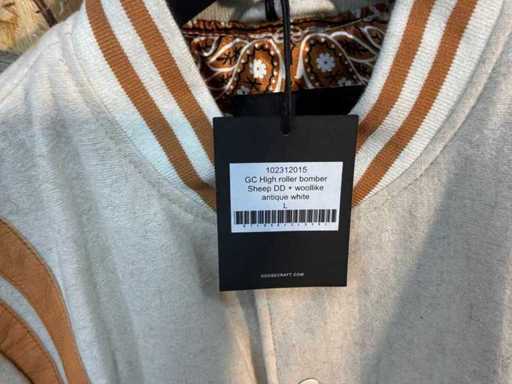 102312015
GC High roller bomber
Sheep DD + woollike
antique white
L
GOOSECRAFT.COM